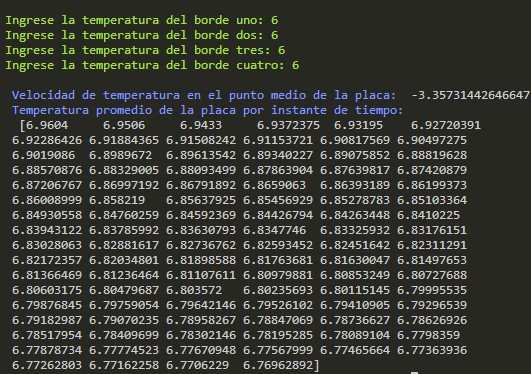 Ingrese la temperatura del borde uno: 6
Ingrese la temperatura del borde dos: 6
Ingrese la temperatura del borde tres: 6
Ingrese la temperatura del borde cuatro: 6
Velocidad de temperatura en el punto medio de la placa: -3.35731442646647
Temperatura promedio de la placa por instante de tiempo:
[6.9604 6.9506 6.9433 6.9372375 6.93195 6.92720391
6.92286426 6.91884365 6.91508242 6.91153721 6.90817569 6.90497275
6.9019086 6.8989672 6.89613542 6.89340227 6.89075852 6.88819628
6.88570876 6.88329005 6.88093499 6.87863904 6.87639817 6.87420879
6.87206767 6.86997192 6.86791892 6.8659063 6.86393189 6.86199373
6.86008999 6.858219 6.85637925 6.85456929 6.85278783 6.85103364
6.84930558 6.84760259 6.84592369 6.84426794 6.84263448 6.8410225
6.83943122 6.83785992 6.83630793 6.8347746 6.83325932 6.83176151
6.83028063 6.82881617 6.82736762 6.82593452 6.82451642 6.82311291
6.82172357 6.82034801 6.81898588 6.81763681 6.81630047 6.81497653
6.81366469 6.81236464 6.81107611 6.80979881 6.80853249 6.80727688
6.80603175 6.80479687 6.803572 6.80235693 6.80115145 6.79995535
6.79876845 6.79759054 6.79642146 6.79526102 6.79410905 6.79296539
6.79182987 6.79070235 6.78958267 6.78847069 6.78736627 6.78626926
6.78517954 6.78409699 6.78302146 6.78195285 6.78089104 6.7798359
6.77878734 6.77774523 6.77670948 6.77567999 6.77465664 6.77363936
6.77262803 6.77162258 6.7706229 6.76962892]